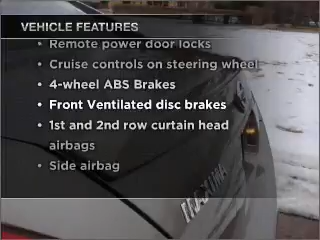 VEHICLE FEATURES
• Remote power door locks
• Cruise controls on steering wheel
• 4-wheel ABS Brakes
• Front Ventilated disc brakes
• 1st and 2nd row curtain head
airbags
• Side airbag
MAXIMA